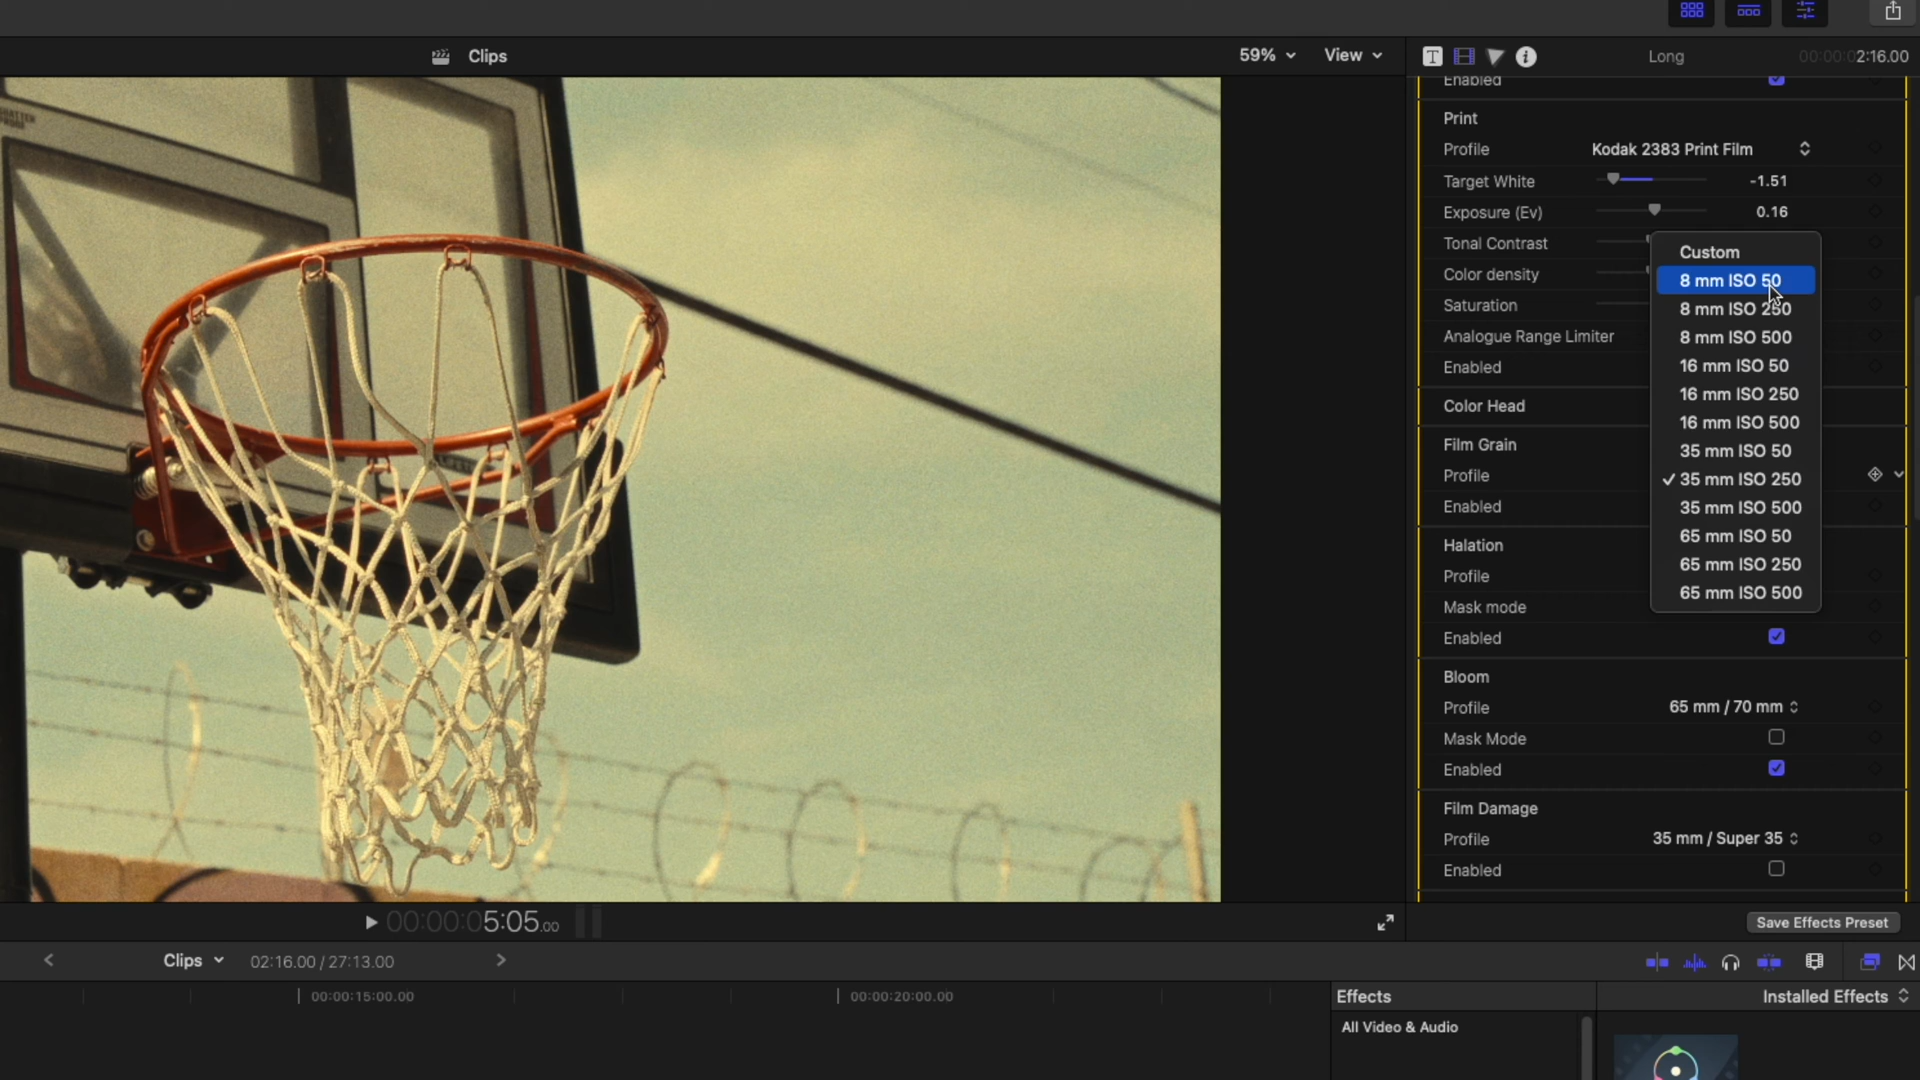 Clips
59%
View
T
i
Long
00:00:02:16.00
Enabled
Print
Profile
Kodak 2383 Print Film
Target White
-1.51
Exposure (Ev)
0.16
Tonal Contrast
Color density
Saturation
Analogue Range Limiter
Enabled
Color Head
Film Grain
Profile
Enabled
Halation
Profile
Mask mode
Enabled
Custom
8 mm ISO 50
8 mm ISO 250
8 mm ISO 500
16 mm ISO 50
16 mm ISO 250
16 mm ISO 500
35 mm ISO 50
✓ 35 mm ISO 250
35 mm ISO 500
65 mm ISO 50
65 mm ISO 250
65 mm ISO 500
Bloom
Profile
65 mm / 70 mm
Mask Mode
Enabled
Film Damage
Profile
35 mm / Super 35
Enabled
Save Effects Preset
00:00:05:05.00
Clips
02:16.00 / 27:13.00
00:00:15:00.00
00:00:20:00.00
Effects
Installed Effects
All Video & Audio